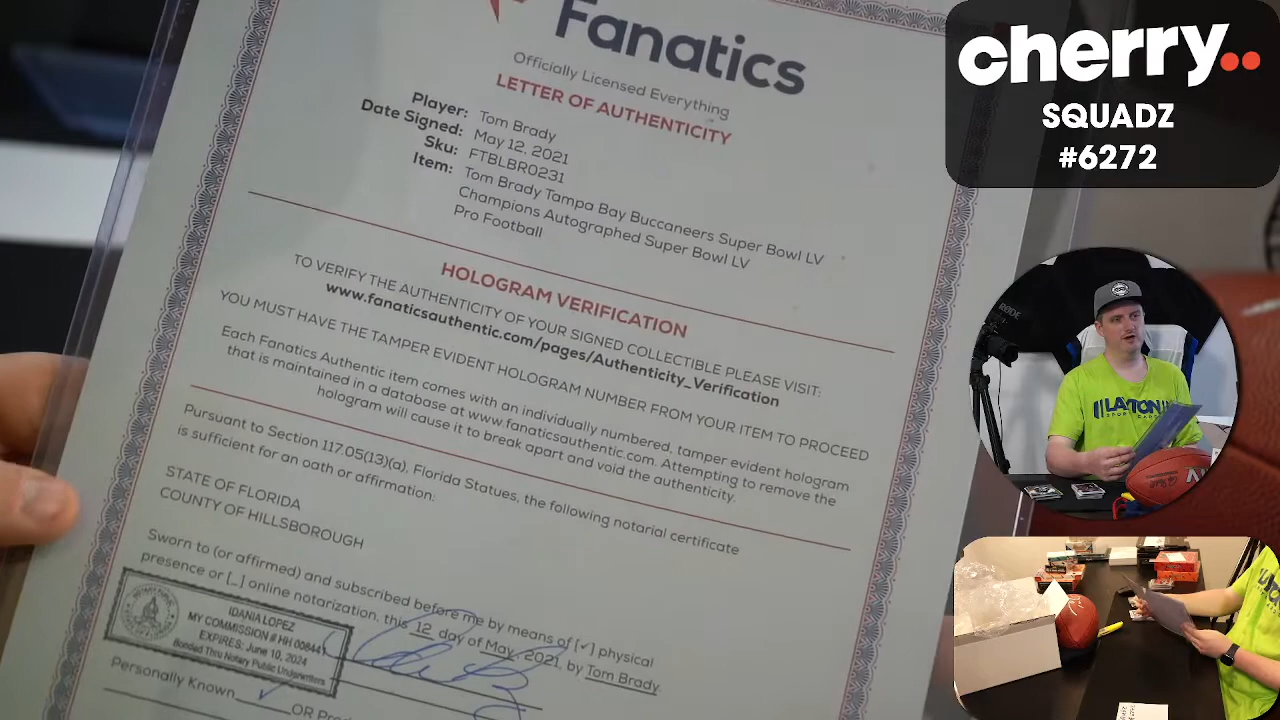 Fanatics
Officially Licensed Everything
LETTER OF AUTHENTICITY
Player: Tom Brady
Date Signed: May 12, 2021
Sku: FTBLBR0231
Item: Tom Brady Tampa Bay Buccaneers Super Bowl LV
Champions Autographed Super Bowl LV
Pro Football
HOLOGRAM VERIFICATION
TO VERIFY THE AUTHENTICITY OF YOUR SIGNED COLLECTIBLE PLEASE VISIT:
www.fanaticsauthentic.com/pages/Authenticity_Verification
YOU MUST HAVE THE TAMPER EVIDENT HOLOGRAM NUMBER FROM YOUR ITEM TO PROCEED
Each Fanatics Authentic item comes with an individually numbered, tamper evident hologram
that is maintained in a database at www.fanaticsauthentic.com. Attempting to remove the
hologram will cause it to break apart and void the authenticity.
Pursuant to Section 117.05(13)(a), Florida Statues, the following notarial certificate
is sufficient for an oath or affirmation:
STATE OF FLORIDA
COUNTY OF HILLSBOROUGH
Sworn to (or affirmed) and subscribed before me by means of [✓] physical
presence or [_] online notarization, this 12 day of May, 2021, by Tom Brady.
IDANIA LOPEZ
MY COMMISSION # HH 008441
EXPIRES: June 10, 2024
Bonded Thru Notary Public Underwriters
Personally Known ✓ OR
cherry..
SQUADZ
#6272
RØDE
LAYTON
SPORTS CARDS